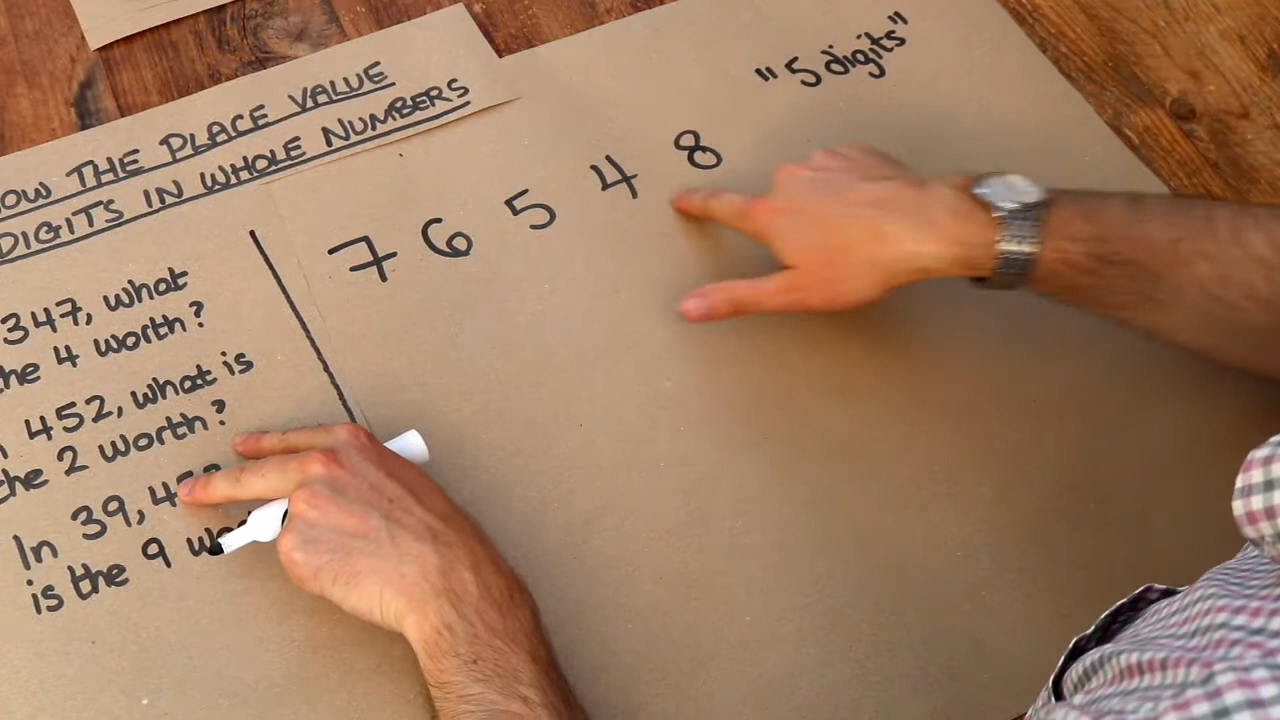 OW THE PLACE VALUE
DIGITS IN WHOLE NUMBERS
347, what
the 4 worth?
452, what is
the 2 worth?
In 39,45
is the 9
"5 digits"
7 6 5 4 8